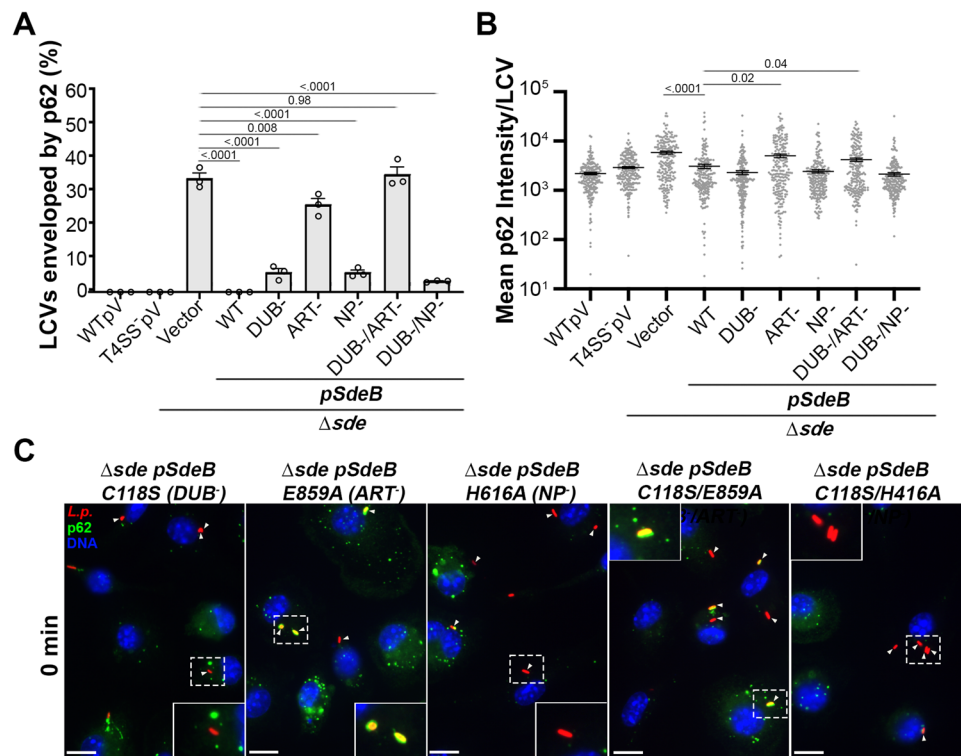 A
LCVs enveloped by p62 (%)
60
50
40
30
20
10
0
<.0001
0.98
<.0001
0.008
<.0001
<.0001
WTpV
T4SS⁻pV
Vector
WT
DUB-
ART-
NP-
DUB-/ART-
DUB-/NP-
pSdeB
Δsde
B
Mean p62 Intensity/LCV
10⁵
10⁴
10³
10²
10¹
0.04
0.02
<.0001
WTpV
T4SS⁻pV
Vector
WT
DUB-
ART-
NP-
DUB-/ART-
DUB-/NP-
pSdeB
Δsde
C
Δsde pSdeB
C118S (DUB⁻)
Δsde pSdeB
E859A (ART⁻)
Δsde pSdeB
H616A (NP⁻)
Δsde pSdeB
C118S/E859A
/ART⁻)
Δsde pSdeB
C118S/H416A
NP⁻
L.p.
p62
DNA
0 min